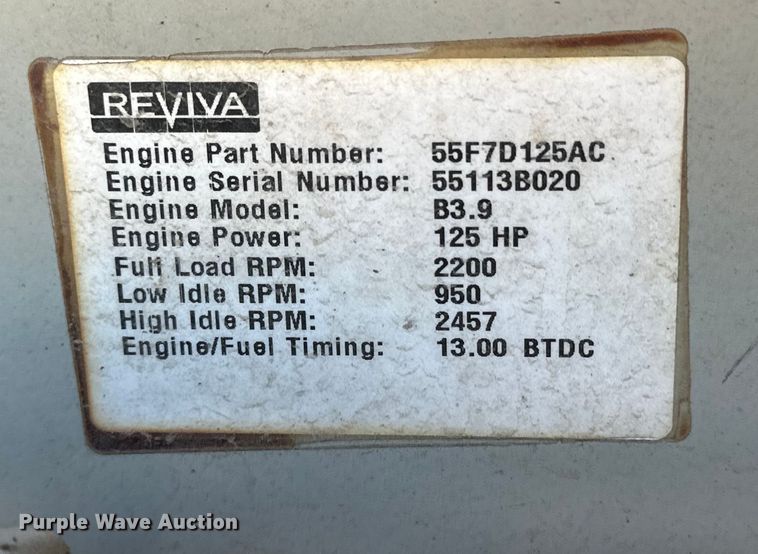 REVIVA
Engine Part Number: 55F7D125AC
Engine Serial Number: 55113B020
Engine Model: B3.9
Engine Power: 125 HP
Full Load RPM: 2200
Low Idle RPM: 950
High Idle RPM: 2457
Engine/Fuel Timing: 13.00 BTDC
Purple Wave Auction